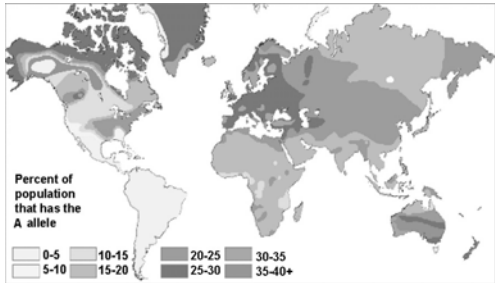 Percent of
population
that has the
A allele
0-5 10-15 20-25 30-35
5-10 15-20 25-30 35-40+